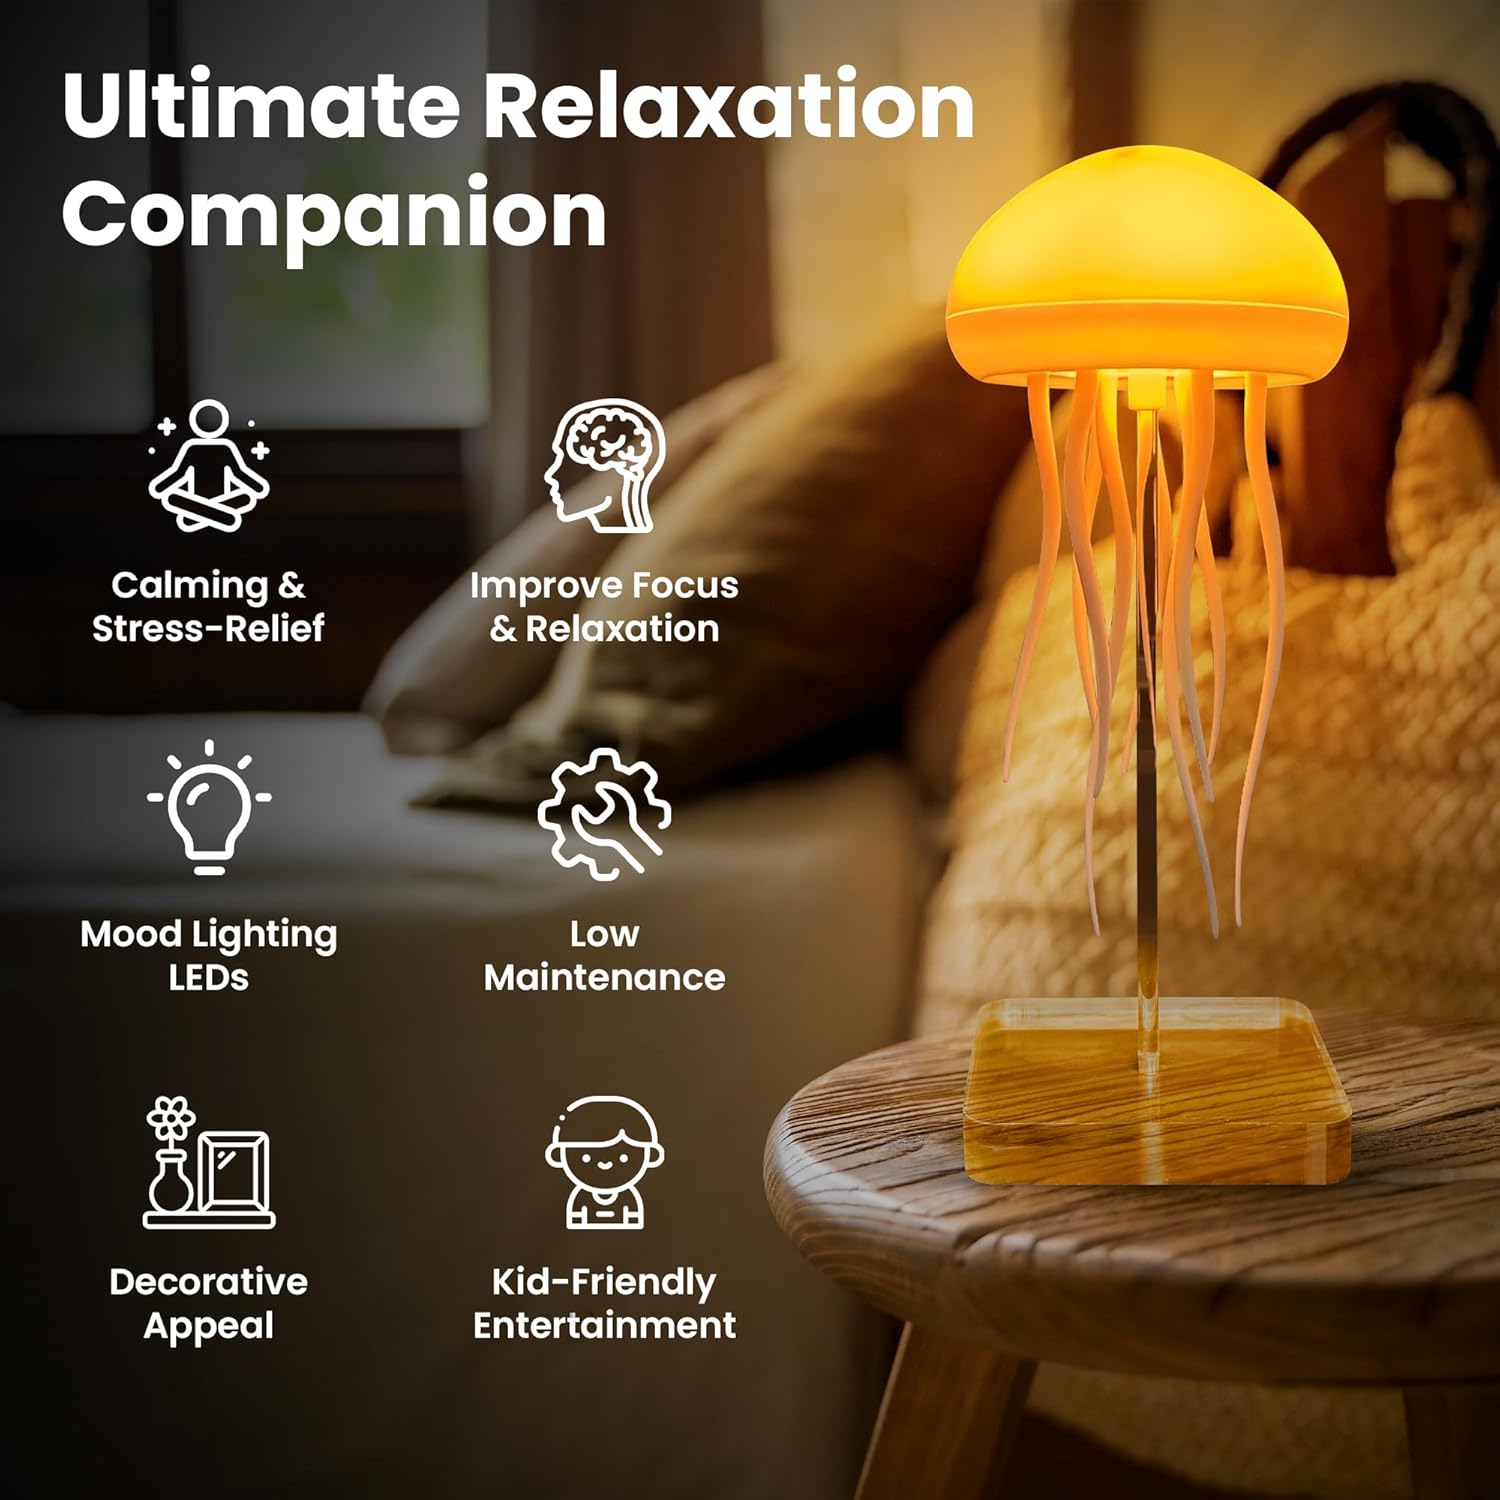 Ultimate Relaxation
Companion
Calming &
Stress-Relief
Improve Focus
& Relaxation
Mood Lighting
LEDs
Low
Maintenance
Decorative
Appeal
Kid-Friendly
Entertainment